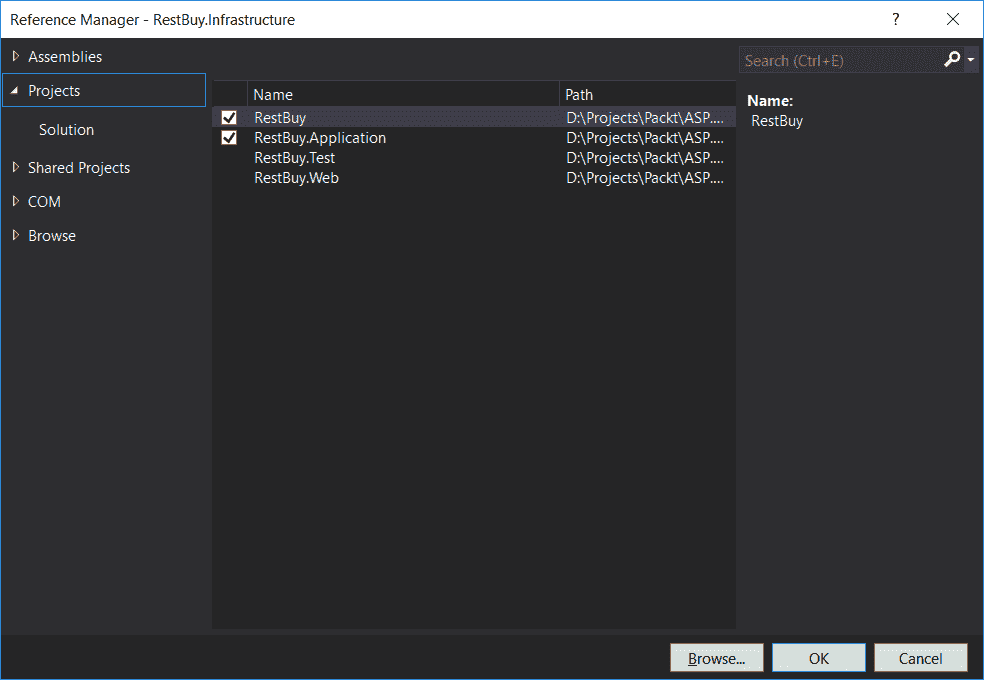 Reference Manager - RestBuy.Infrastructure
?
Assemblies
Projects
Solution
Shared Projects
COM
Browse
Name Path
RestBuy D:\Projects\Packt\ASP....
RestBuy.Application D:\Projects\Packt\ASP....
RestBuy.Test D:\Projects\Packt\ASP....
RestBuy.Web D:\Projects\Packt\ASP....
Search (Ctrl+E)
Name:
RestBuy
Browse... OK Cancel